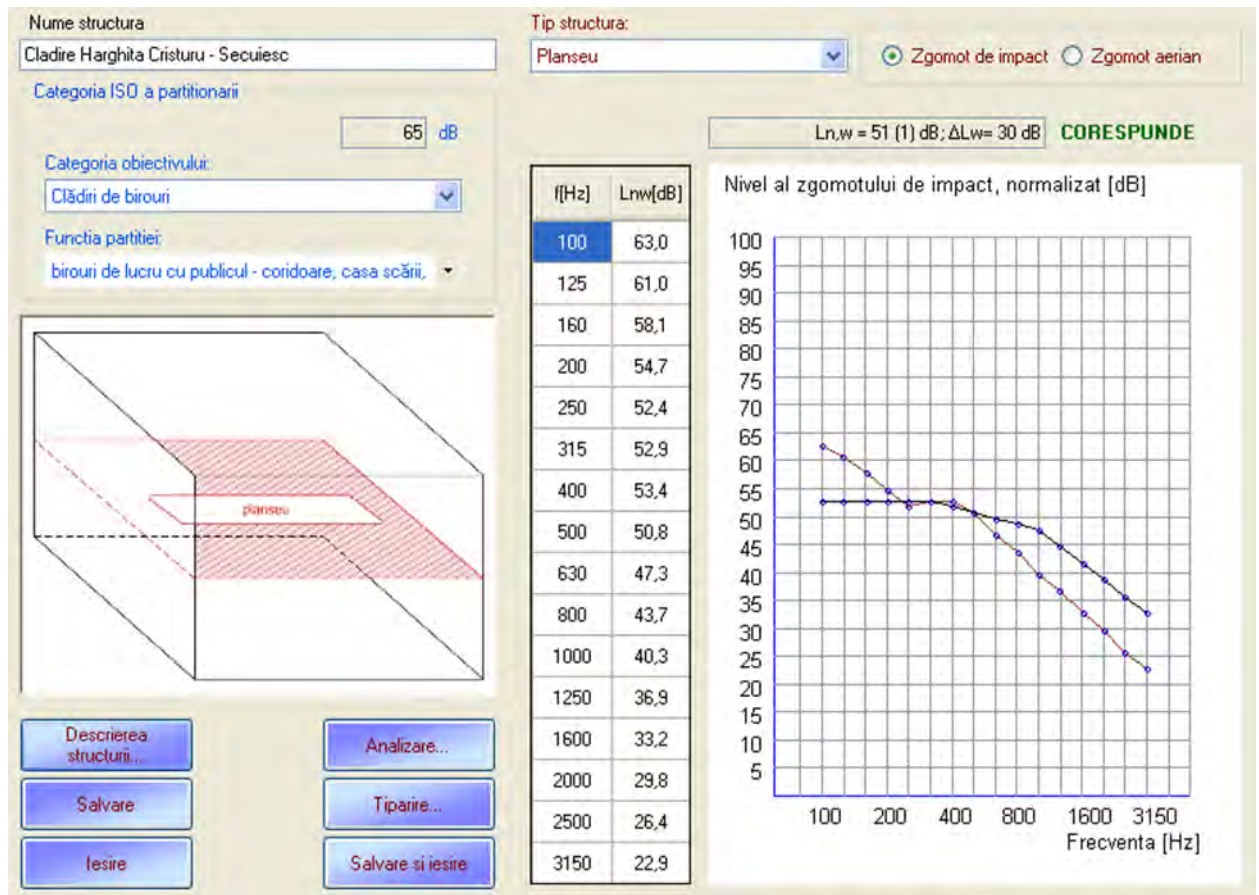 Nume structura
Cladire Harghita Cristuru - Secuiesc
Categoria ISO a partitionarii
65 dB
Categoria obiectivului:
Clădiri de birouri
Functia partitiei:
birouri de lucru cu publicul - coridoare, casa scării,
planseu
Descrierea
structurii...
Analizare...
Salvare
Tiparire...
Iesire
Salvare si iesire
Tip structura:
Planseu
Zgomot de impact Zgomot aerian
Ln,w = 51 (1) dB; ΔLw= 30 dB CORESPUNDE
f[Hz] Lnw[dB]
100 63,0
125 61,0
160 58,1
200 54,7
250 52,4
315 52,9
400 53,4
500 50,8
630 47,3
800 43,7
1000 40,3
1250 36,9
1600 33,2
2000 29,8
2500 26,4
3150 22,9
Nivel al zgomotului de impact, normalizat [dB]
100
95
90
85
80
75
70
65
60
55
50
45
40
35
30
25
20
15
10
5
100 200 400 800 1600 3150
Frecventa [Hz]